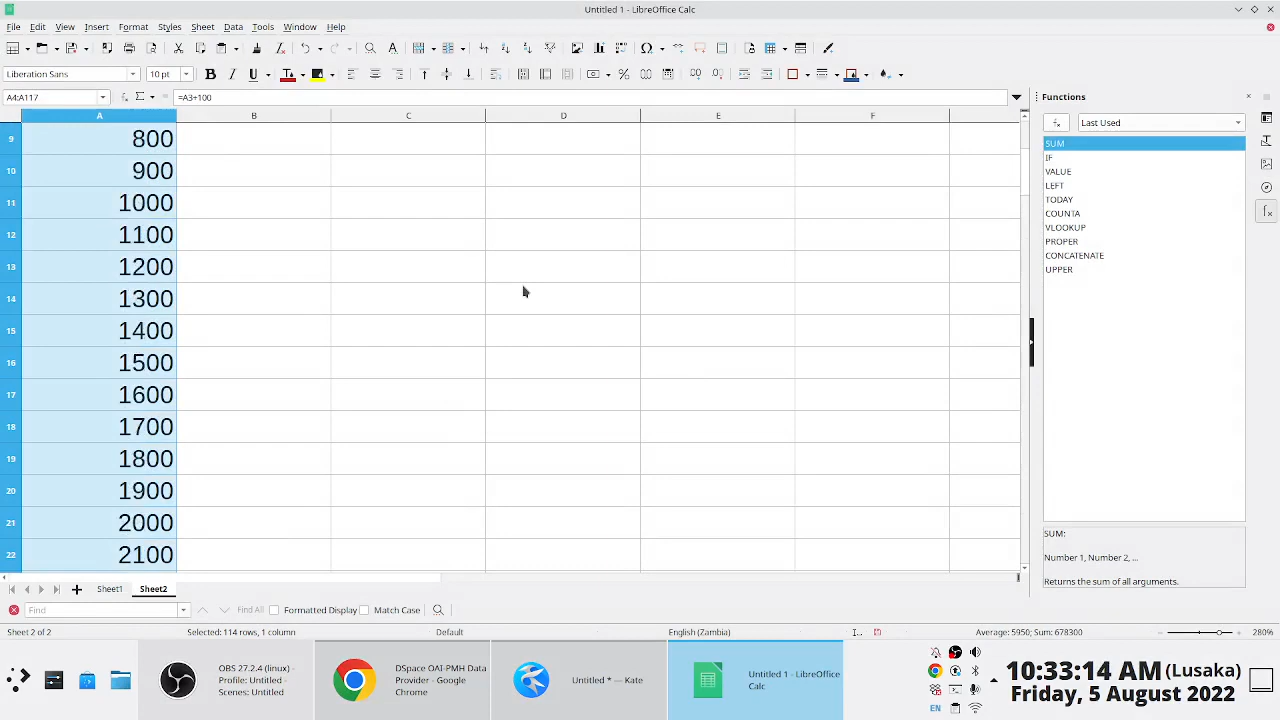 Untitled 1 - LibreOffice Calc
File Edit View Insert Format Styles Sheet Data Tools Window Help
Liberation Sans 10 pt
A4:A117 =A3+100
A B C D E F
9 800
10 900
11 1000
12 1100
13 1200
14 1300
15 1400
16 1500
17 1600
18 1700
19 1800
20 1900
21 2000
22 2100
Functions
Last Used
SUM
IF
VALUE
LEFT
TODAY
COUNTA
VLOOKUP
PROPER
CONCATENATE
UPPER
SUM:
Number 1, Number 2, ...
Returns the sum of all arguments.
Sheet1 Sheet2
Find Find All Formatted Display Match Case
Sheet 2 of 2 Selected: 114 rows, 1 column Default English (Zambia) Average: 5950; Sum: 678300 280%
OBS 27.2.4 (linux) -
Profile: Untitled -
Scenes: Untitled
DSpace OAI-PMH Data
Provider - Google
Chrome
Untitled * — Kate
Untitled 1 - LibreOffice
Calc
EN
10:33:14 AM (Lusaka)
Friday, 5 August 2022